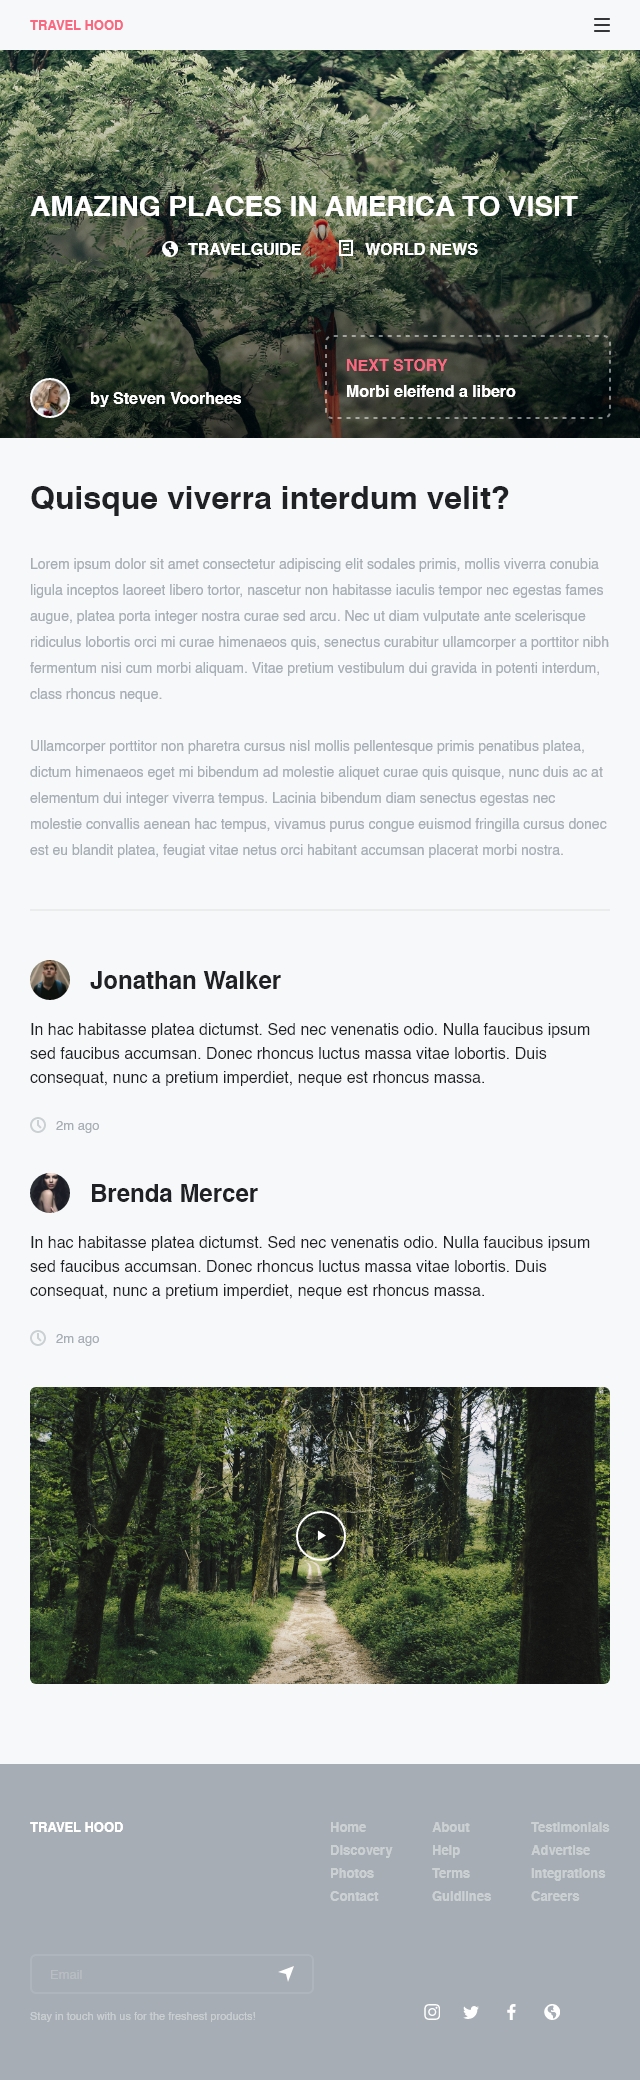 TRAVEL HOOD
AMAZING PLACES IN AMERICA TO VISIT
TRAVELGUIDE WORLD NEWS
NEXT STORY
Morbi eleifend a libero
by Steven Voorhees
Quisque viverra interdum velit?
Lorem ipsum dolor sit amet consectetur adipiscing elit sodales primis, mollis viverra conubia
ligula inceptos laoreet libero tortor, nascetur non habitasse iaculis tempor nec egestas fames
augue, platea porta integer nostra curae sed arcu. Nec ut diam vulputate ante scelerisque
ridiculus lobortis orci mi curae himenaeos quis, senectus curabitur ullamcorper a porttitor nibh
fermentum nisi cum morbi aliquam. Vitae pretium vestibulum dui gravida in potenti interdum,
class rhoncus neque.
Ullamcorper porttitor non pharetra cursus nisl mollis pellentesque primis penatibus platea,
dictum himenaeos eget mi bibendum ad molestie aliquet curae quis quisque, nunc duis ac at
elementum dui integer viverra tempus. Lacinia bibendum diam senectus egestas nec
molestie convallis aenean hac tempus, vivamus purus congue euismod fringilla cursus donec
est eu blandit platea, feugiat vitae netus orci habitant accumsan placerat morbi nostra.
Jonathan Walker
In hac habitasse platea dictumst. Sed nec venenatis odio. Nulla faucibus ipsum
sed faucibus accumsan. Donec rhoncus luctus massa vitae lobortis. Duis
consequat, nunc a pretium imperdiet, neque est rhoncus massa.
2m ago
Brenda Mercer
In hac habitasse platea dictumst. Sed nec venenatis odio. Nulla faucibus ipsum
sed faucibus accumsan. Donec rhoncus luctus massa vitae lobortis. Duis
consequat, nunc a pretium imperdiet, neque est rhoncus massa.
2m ago
TRAVEL HOOD
Home About Testimonials
Discovery Help Advertise
Photos Terms Integrations
Contact Guidlines Careers
Email
Stay in touch with us for the freshest products!